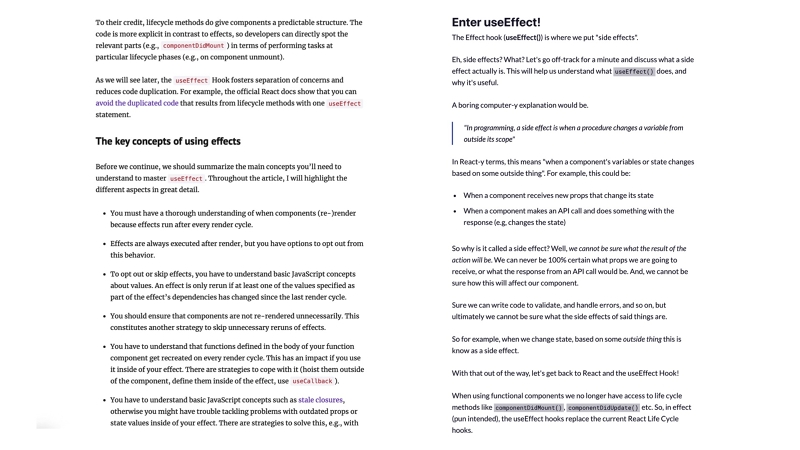 To their credit, lifecycle methods do give components a predictable structure. The
code is more explicit in contrast to effects, so developers can directly spot the
relevant parts (e.g., componentDidMount ) in terms of performing tasks at
particular lifecycle phases (e.g., on component unmount).
As we will see later, the useEffect Hook fosters separation of concerns and
reduces code duplication. For example, the official React docs show that you can
avoid the duplicated code that results from lifecycle methods with one useEffect
statement.
The key concepts of using effects
Before we continue, we should summarize the main concepts you'll need to
understand to master useEffect . Throughout the article, I will highlight the
different aspects in great detail.
• You must have a thorough understanding of when components (re-)render
because effects run after every render cycle.
• Effects are always executed after render, but you have options to opt out from
this behavior.
• To opt out or skip effects, you have to understand basic JavaScript concepts
about values. An effect is only rerun if at least one of the values specified as
part of the effect's dependencies has changed since the last render cycle.
• You should ensure that components are not re-rendered unnecessarily. This
constitutes another strategy to skip unnecessary reruns of effects.
• You have to understand that functions defined in the body of your function
component get recreated on every render cycle. This has an impact if you use
it inside of your effect. There are strategies to cope with it (hoist them outside
of the component, define them inside of the effect, use useCallback ).
• You have to understand basic JavaScript concepts such as stale closures,
otherwise you might have trouble tackling problems with outdated props or
state values inside of your effect. There are strategies to solve this, e.g., with
Enter useEffect!
The Effect hook (useEffect()) is where we put "side effects".
Eh, side effects? What? Let's go off-track for a minute and discuss what a side
effect actually is. This will help us understand what useEffect() does, and
why it's useful.
A boring computer-y explanation would be.
"In programming, a side effect is when a procedure changes a variable from
outside its scope"
In React-y terms, this means "when a component's variables or state changes
based on some outside thing". For example, this could be:
• When a component receives new props that change its state
• When a component makes an API call and does something with the
response (e.g, changes the state)
So why is it called a side effect? Well, we cannot be sure what the result of the
action will be. We can never be 100% certain what props we are going to
receive, or what the response from an API call would be. And, we cannot be
sure how this will affect our component.
Sure we can write code to validate, and handle errors, and so on, but
ultimately we cannot be sure what the side effects of said things are.
So for example, when we change state, based on some outside thing this is
know as a side effect.
With that out of the way, let's get back to React and the useEffect Hook!
When using functional components we no longer have access to life cycle
methods like componentDidMount(), componentDidUpdate() etc. So, in effect
(pun intended), the useEffect hooks replace the current React Life Cycle
hooks.